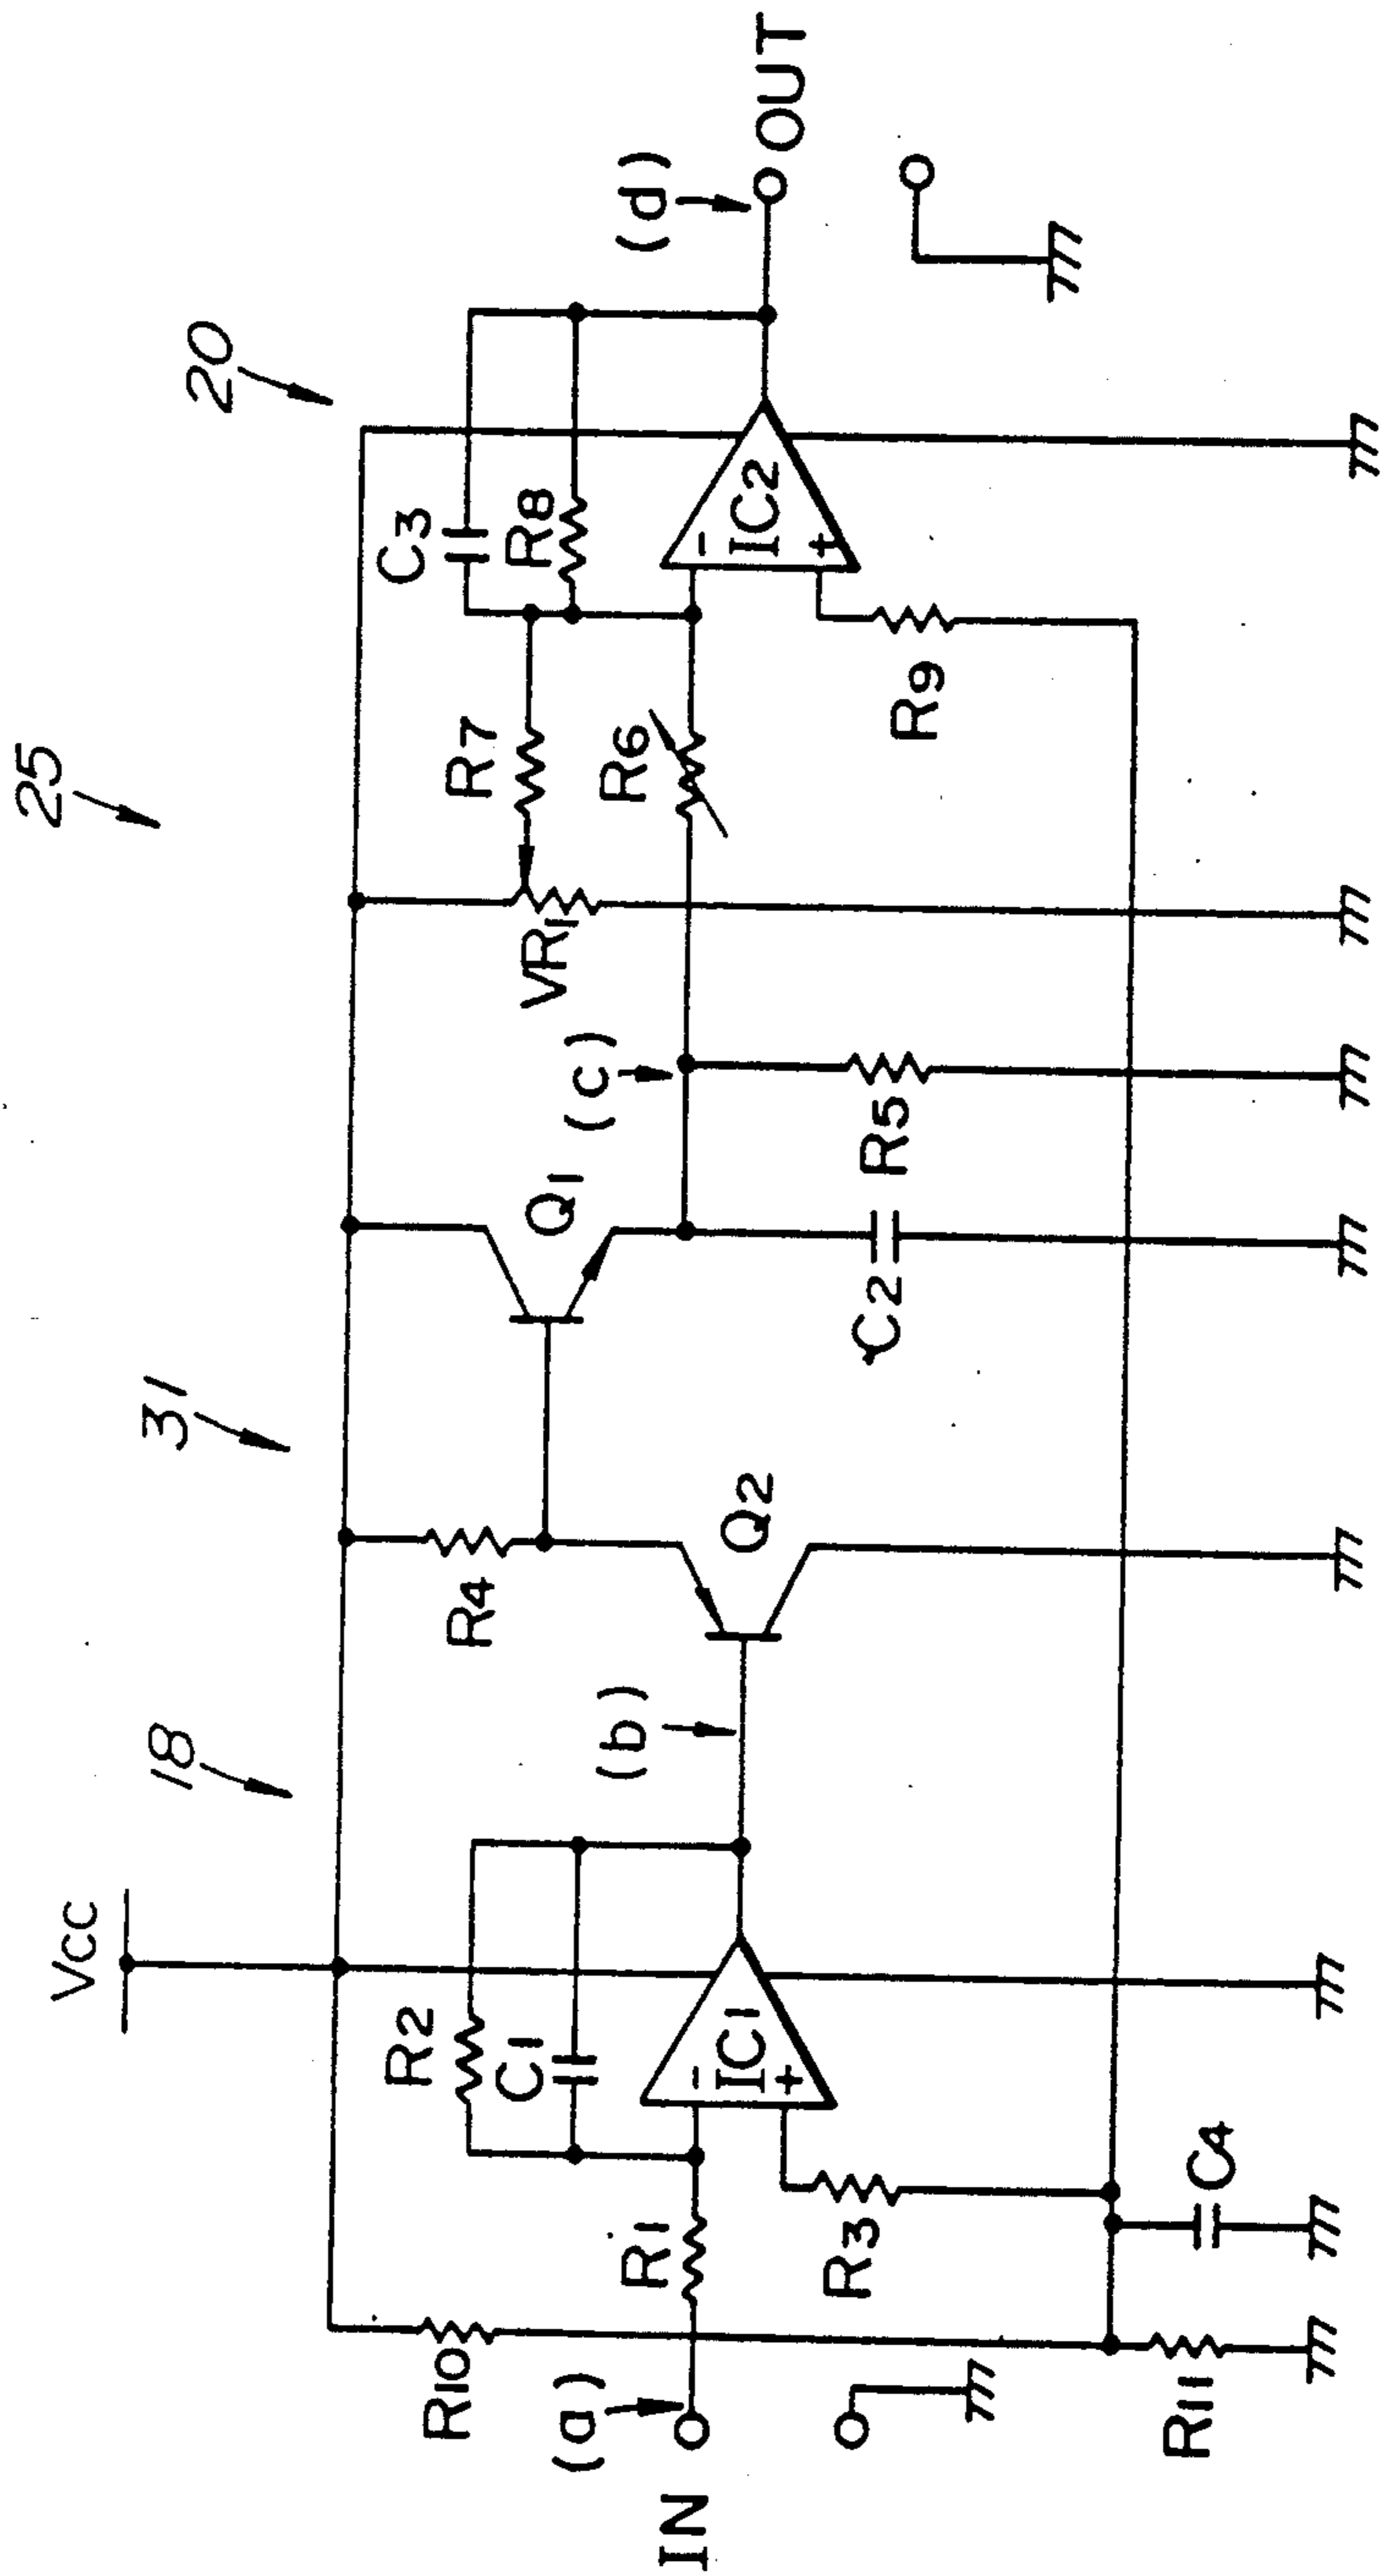 25
20
31
18
Vcc
C3
R8
R7
R6
VR1
IC2
-
+
R9
(d)
OUT
(c)
Q1
R5
C2
R4
Q2
(b)
R2
C1
IC1
-
+
R1
R3
C4
R10
(a)
IN
R11